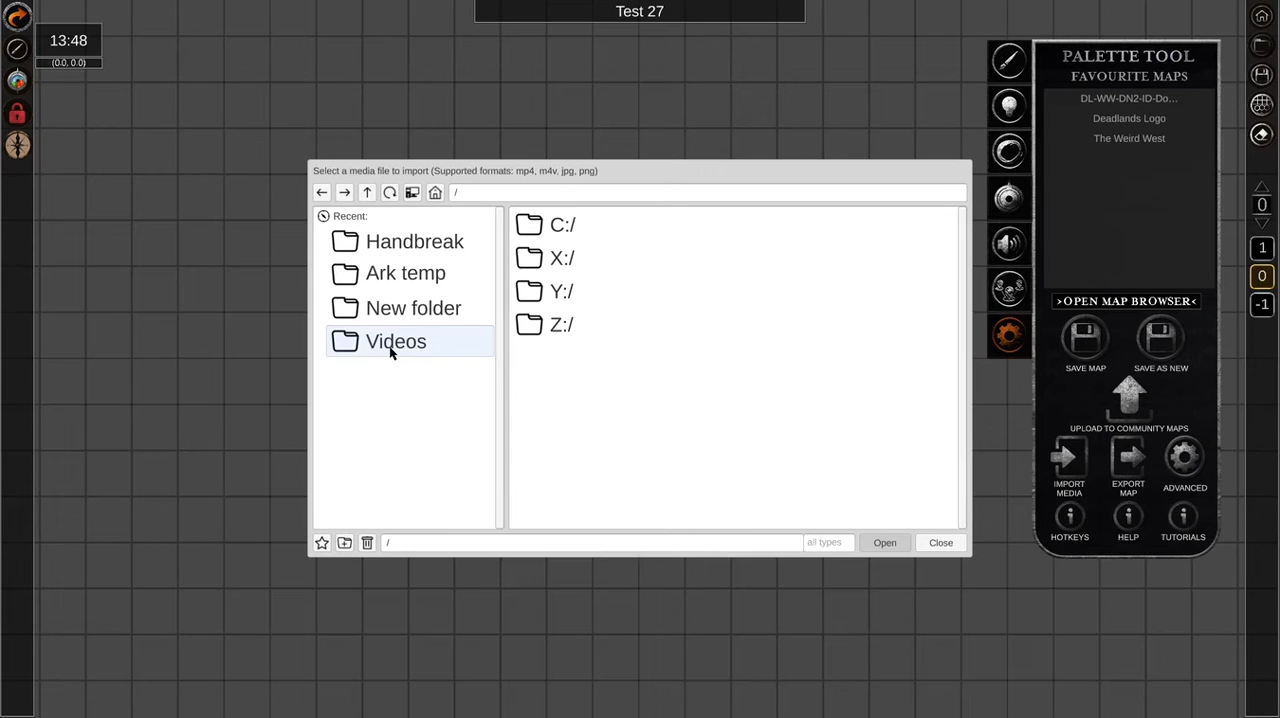 Test 27
13:48
(0.0, 0.0)
Select a media file to import (Supported formats: mp4, m4v, jpg, png)
/
Recent:
Handbreak
Ark temp
New folder
Videos
C:/
X:/
Y:/
Z:/
/
all types
Open
Close
PALETTE TOOL
FAVOURITE MAPS
DL-WW-DN2-ID-Do...
Deadlands Logo
The Weird West
>OPEN MAP BROWSER<
SAVE MAP
SAVE AS NEW
UPLOAD TO COMMUNITY MAPS
IMPORT
MEDIA
EXPORT
MAP
ADVANCED
HOTKEYS
HELP
TUTORIALS
0
1
0
-1